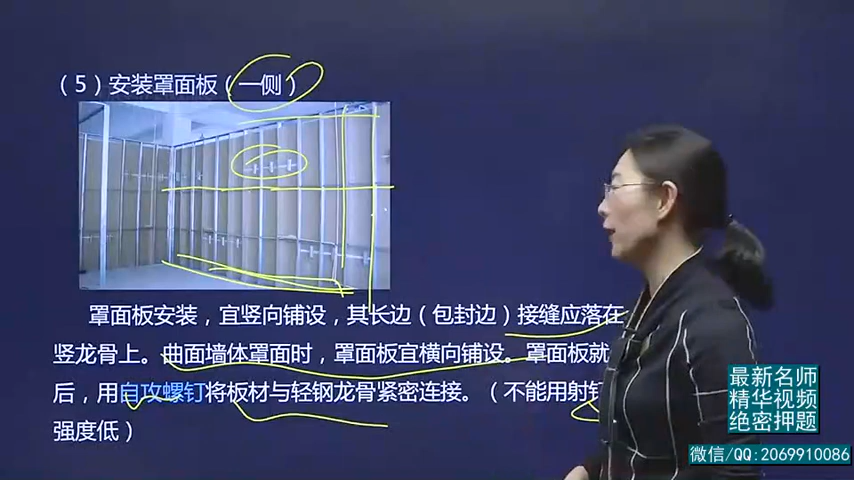 （5）安装罩面板（一侧）
罩面板安装，宜竖向铺设，其长边（包封边）接缝应落在
竖龙骨上。曲面墙体罩面时，罩面板宜横向铺设。罩面板就
后，用自攻螺钉将板材与轻钢龙骨紧密连接。（不能用射钉
强度低）
最新名师
精华视频
绝密押题
微信/QQ:2069910086